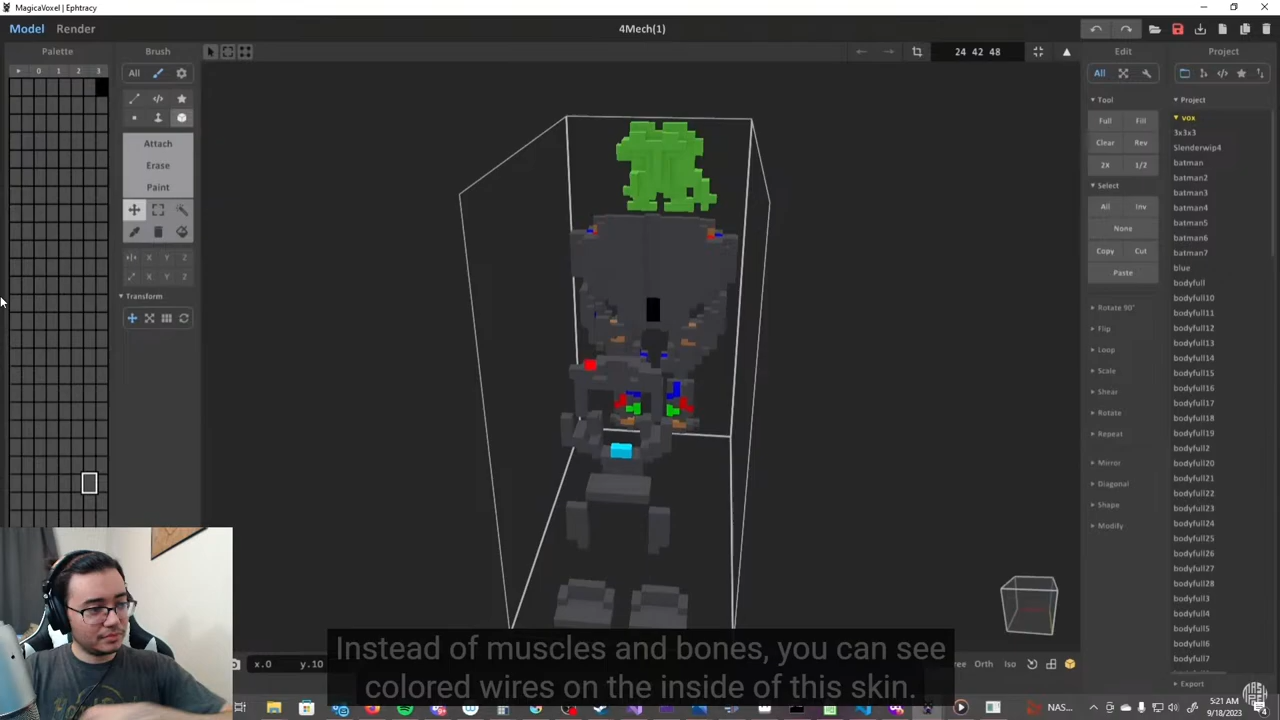 MagicaVoxel @ Ephtracy
Model Render
4Mech(1)
Palette
Brush
24 42 48
Edit
Project
0 1 2 3
All
All
Tool
Full Fill
Clear Rev
2X 1/2
Select
All Inv
None
Copy Cut
Paste
Rotate 90°
Flip
Loop
Scale
Shear
Rotate
Repeat
Mirror
Diagonal
Shape
Modify
Attach
Erase
Paint
X Y Z
X Y Z
Transform
Project
vox
3x3x3
Slenderwip4
batman
batman2
batman3
batman4
batman5
batman6
batman7
blue
bodyfull
bodyfull10
bodyfull11
bodyfull12
bodyfull13
bodyfull14
bodyfull15
bodyfull16
bodyfull17
bodyfull18
bodyfull19
bodyfull2
bodyfull20
bodyfull21
bodyfull22
bodyfull23
bodyfull24
bodyfull25
bodyfull26
bodyfull27
bodyfull28
bodyfull3
bodyfull4
bodyfull5
bodyfull6
bodyfull7
Export
x.0 y.10
Orth Iso
Instead of muscles and bones, you can see
colored wires on the inside of this skin.
NAS...
5:21 AM
9/18/2023